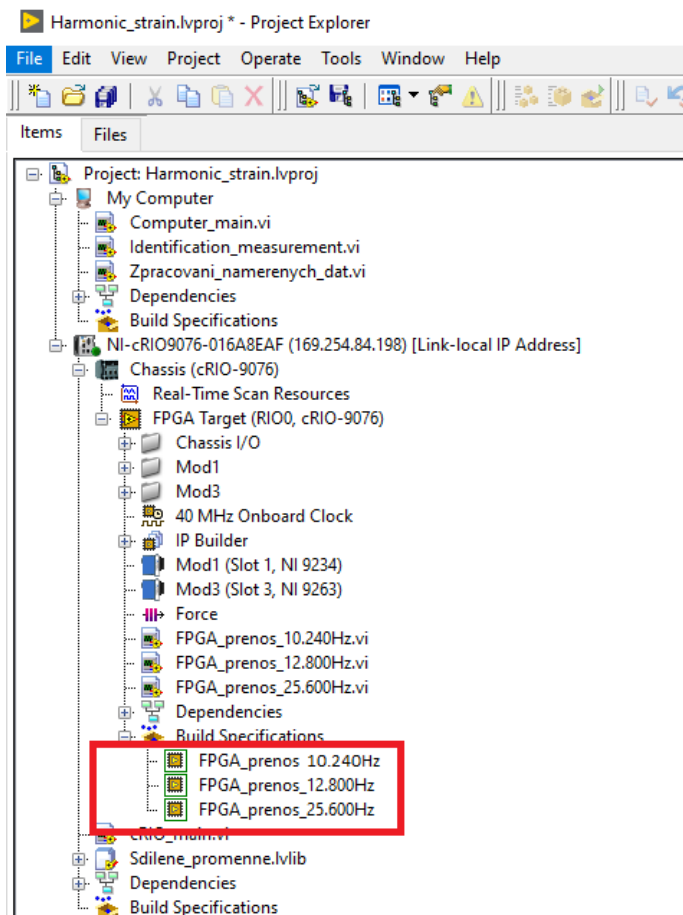 Harmonic_strain.lvproj * - Project Explorer
File Edit View Project Operate Tools Window Help
Items Files
Project: Harmonic_strain.lvproj
My Computer
Computer_main.vi
Identification_measurement.vi
Zpracovani_namerenych_dat.vi
Dependencies
Build Specifications
NI-cRIO9076-016A8EAF (169.254.84.198) [Link-local IP Address]
Chassis (cRIO-9076)
Real-Time Scan Resources
FPGA Target (RIO0, cRIO-9076)
Chassis I/O
Mod1
Mod3
40 MHz Onboard Clock
IP Builder
Mod1 (Slot 1, NI 9234)
Mod3 (Slot 3, NI 9263)
Force
FPGA_prenos_10.240Hz.vi
FPGA_prenos_12.800Hz.vi
FPGA_prenos_25.600Hz.vi
Dependencies
Build Specifications
FPGA_prenos 10.240Hz
FPGA_prenos_12.800Hz
FPGA_prenos_25.600Hz
cRIO_main.vi
Sdilene_promenne.lvlib
Dependencies
Build Specifications